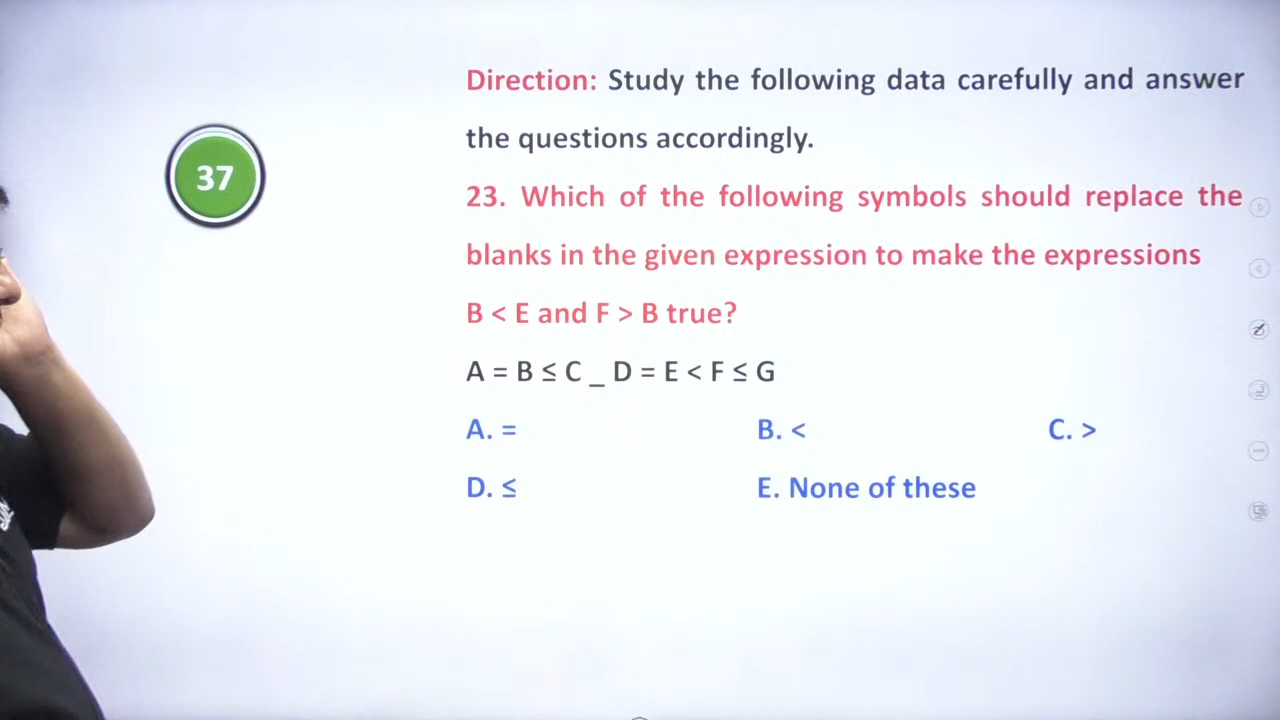 Direction: Study the following data carefully and answer
the questions accordingly.
37
23. Which of the following symbols should replace the
blanks in the given expression to make the expressions
B < E and F > B true?
A = B ≤ C _ D = E < F ≤ G
A. =
B. <
C. >
D. ≤
E. None of these